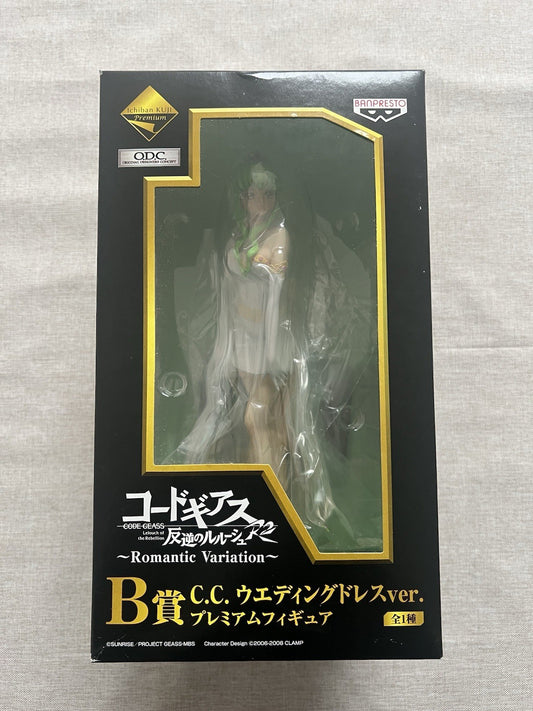 Ichiban KUJI
Premium
BANPRESTO
O.D.C.
ORIGINAL DESIGNERS CONCEPT
コードギアス
CODE GEASS
Lelouch of
the Rebellion
反逆のルルーシュ R2
～Romantic Variation～
B賞 C.C. ウエディングドレスver.
プレミアムフィギュア 全1種
©SUNRISE／PROJECT GEASS・MBS Character Design ©2006-2008 CLAMP